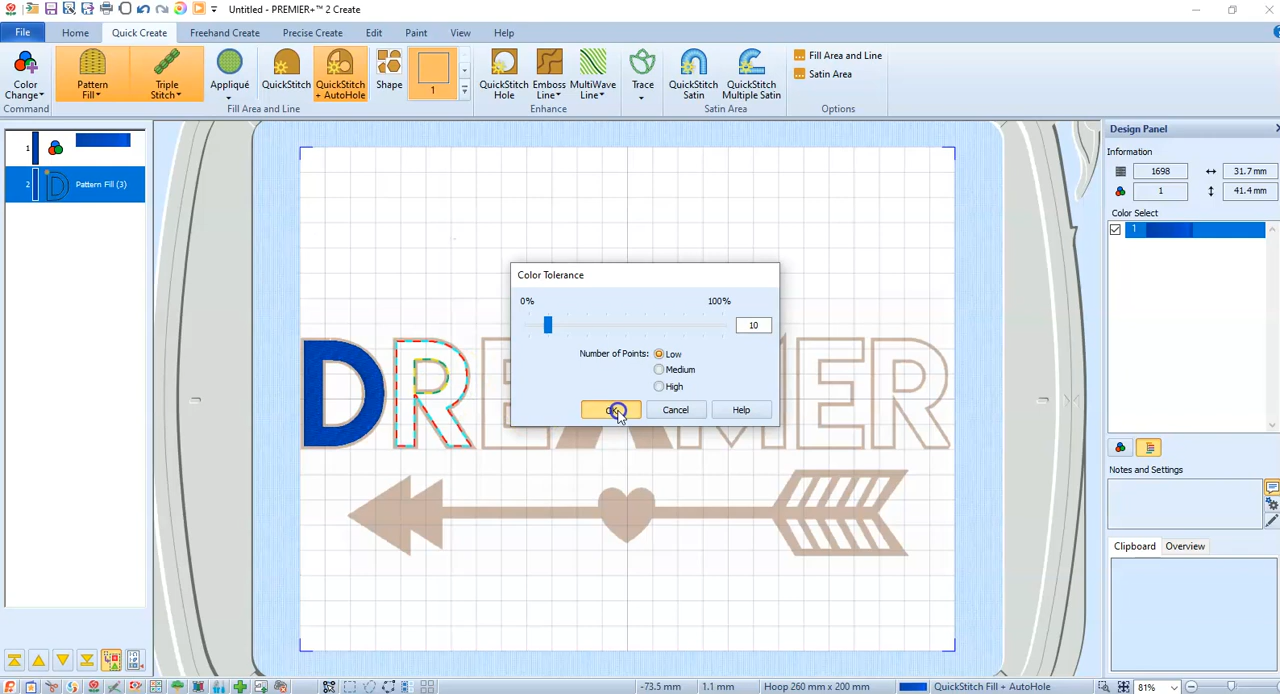 Untitled - PREMIER+™ 2 Create
File
Home
Quick Create
Freehand Create
Precise Create
Edit
Paint
View
Help
Color Change
Pattern Fill
Triple Stitch
Appliqué
QuickStitch
QuickStitch + AutoHole
Shape
1
QuickStitch Hole
Emboss Line
MultiWave Line
Trace
QuickStitch Satin
QuickStitch Multiple Satin
Fill Area and Line
Satin Area
Command
Fill Area and Line
Enhance
Satin Area
Options
1
2 Pattern Fill (3)
Design Panel
Information
1698
31.7 mm
1
41.4 mm
Color Select
1
Color Tolerance
0%
100%
10
Number of Points:
Low
Medium
High
Cancel
Help
DREAMER
Notes and Settings
Clipboard
Overview
-73.5 mm
1.1 mm
Hoop 260 mm x 200 mm
QuickStitch Fill + AutoHole
81%